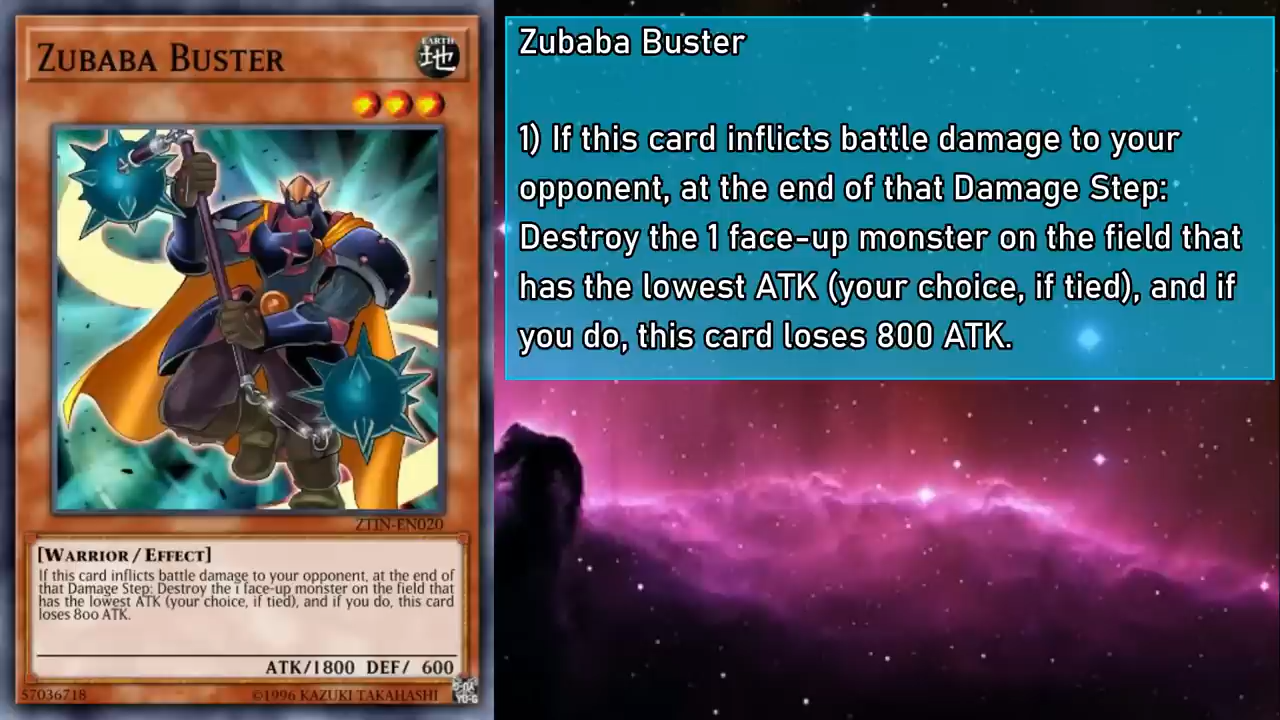 ZUBABA BUSTER
EARTH
地
ZTIN-EN020
[WARRIOR / EFFECT]
If this card inflicts battle damage to your opponent, at the end of
that Damage Step: Destroy the 1 face-up monster on the field that
has the lowest ATK (your choice, if tied), and if you do, this card
loses 800 ATK.
ATK/1800 DEF/ 600
57036718
©1996 KAZUKI TAKAHASHI
Zubaba Buster
1) If this card inflicts battle damage to your
opponent, at the end of that Damage Step:
Destroy the 1 face-up monster on the field that
has the lowest ATK (your choice, if tied), and if
you do, this card loses 800 ATK.